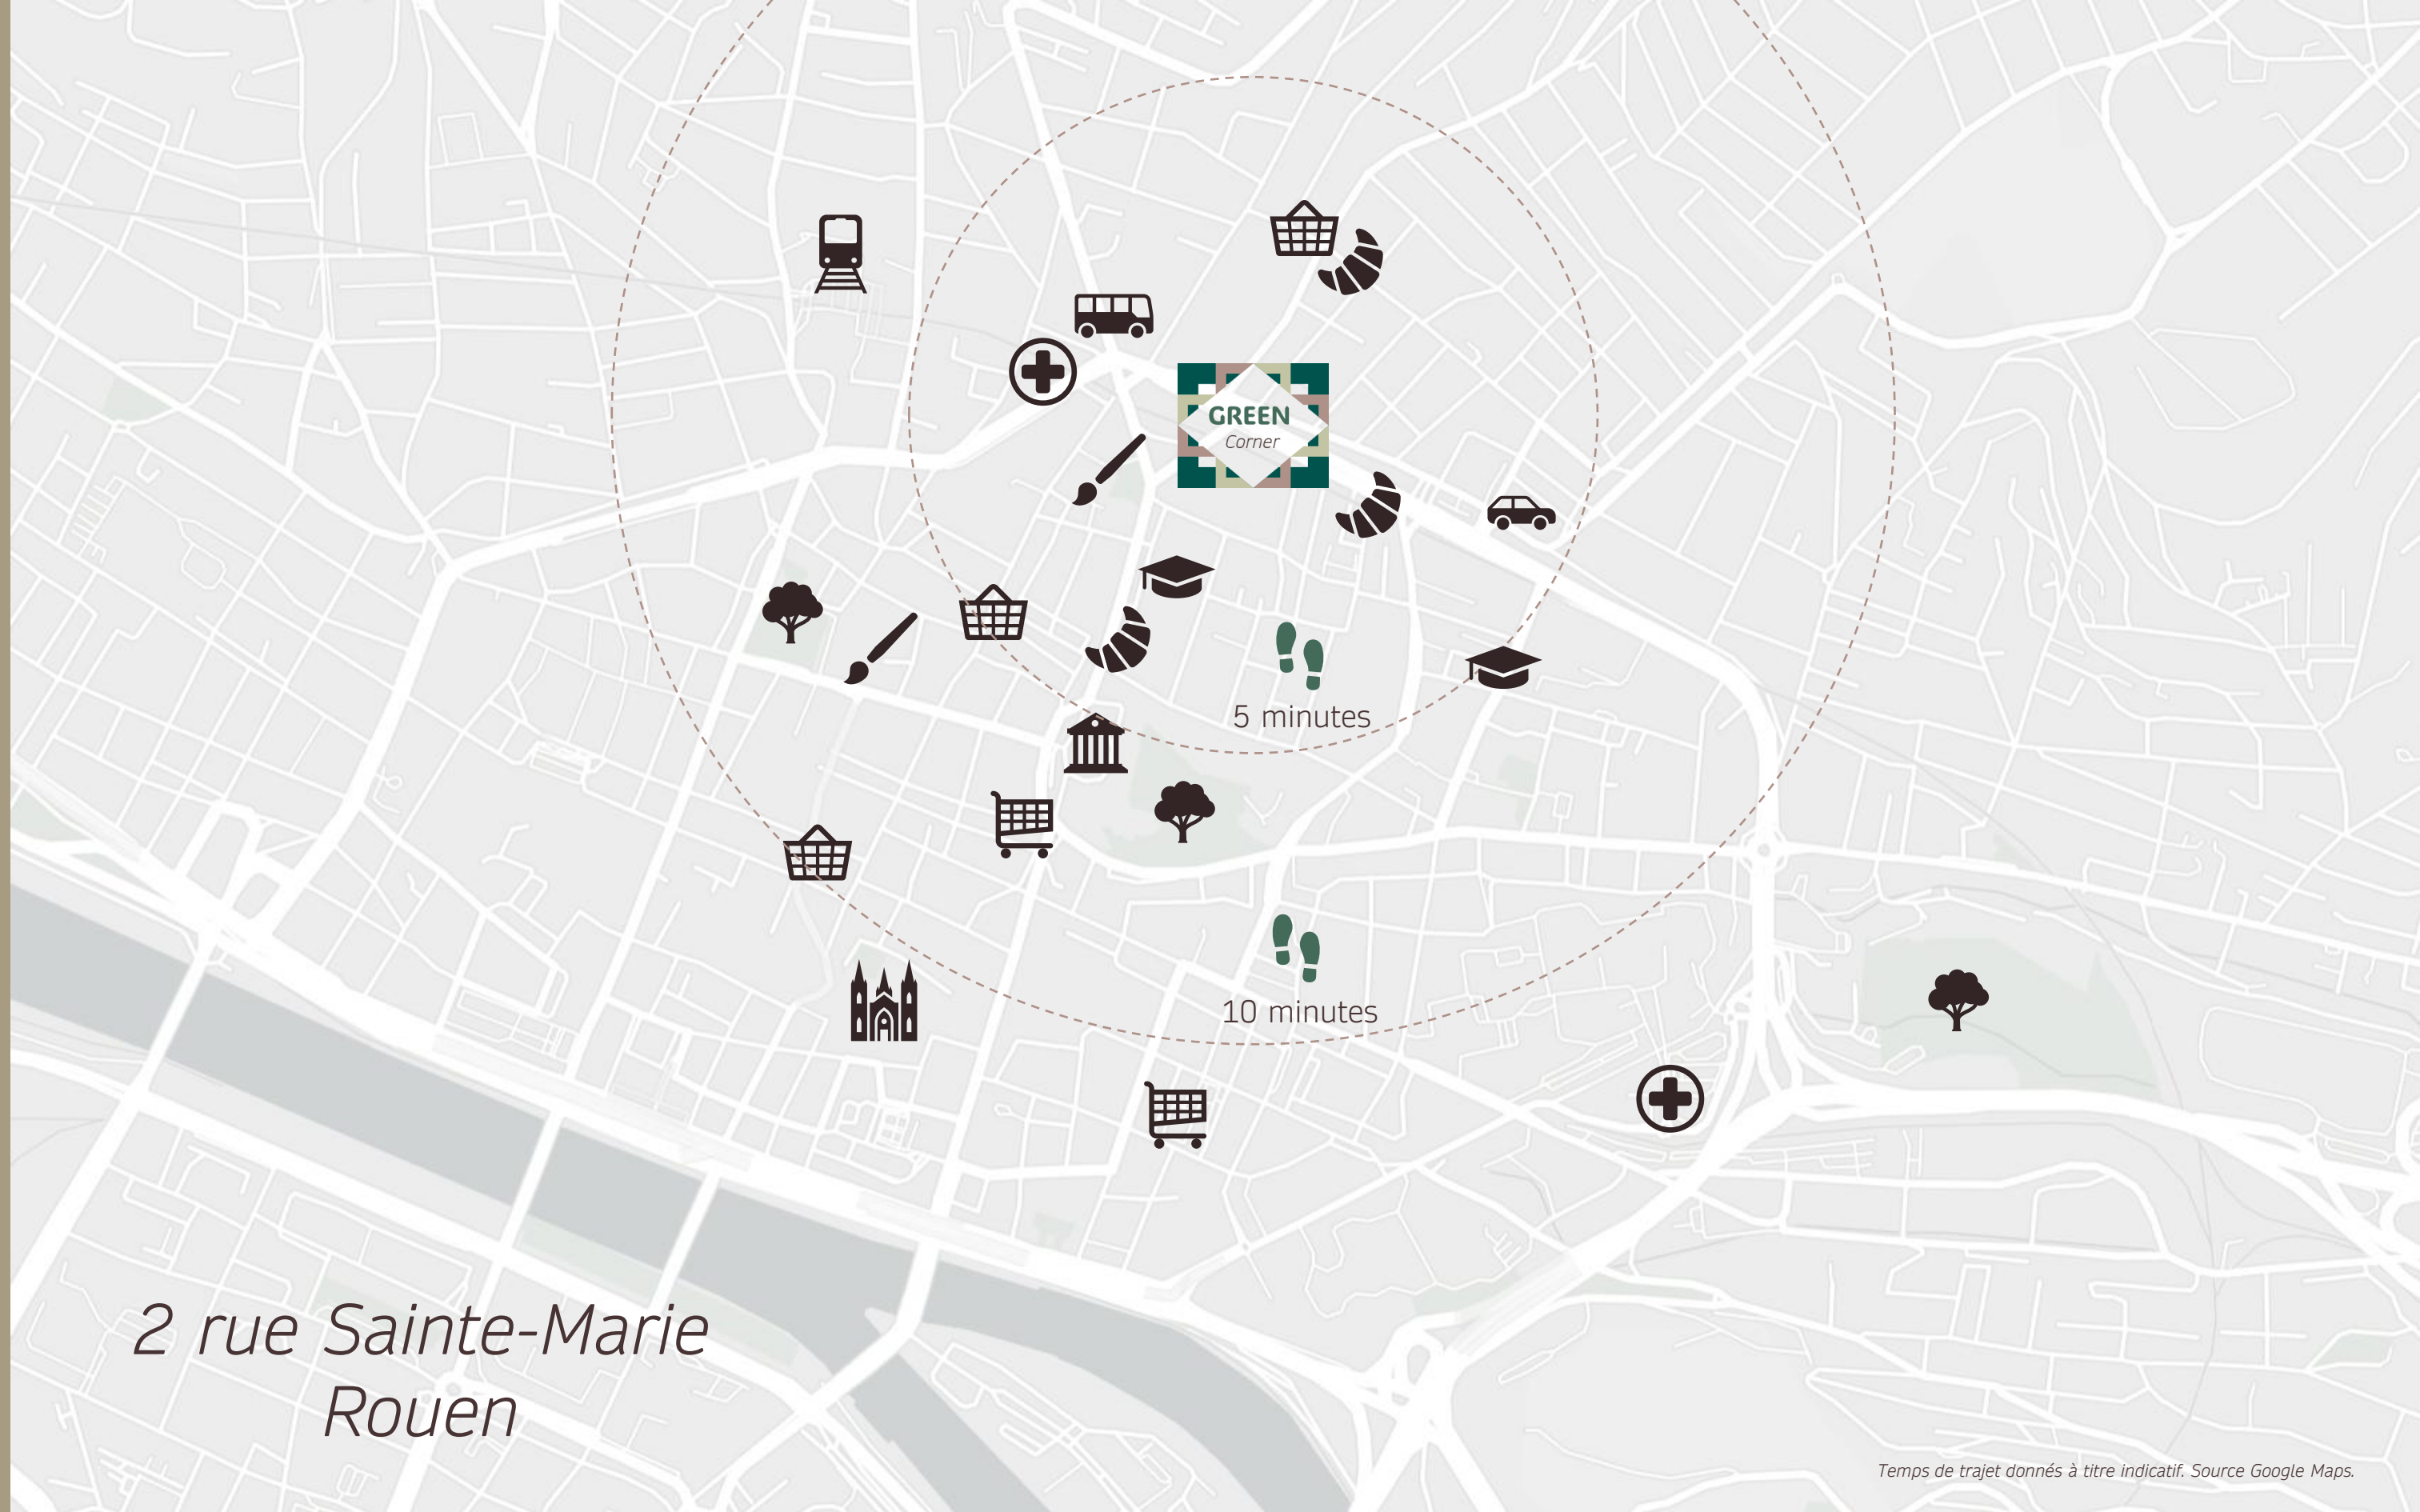 GREEN
Corner
5 minutes
10 minutes
2 rue Sainte-Marie
Rouen
Temps de trajet donnés à titre indicatif. Source Google Maps.